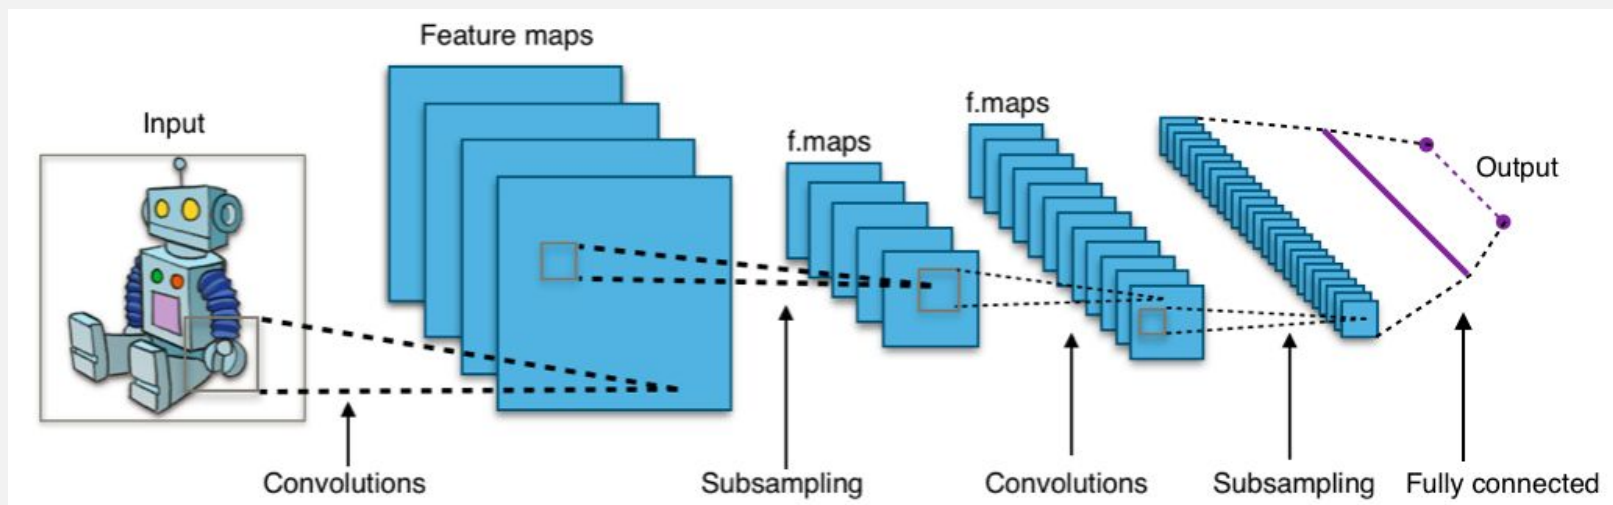 Feature maps
f.maps
Input
f.maps
Output
Convolutions
Subsampling
Convolutions
Subsampling
Fully connected